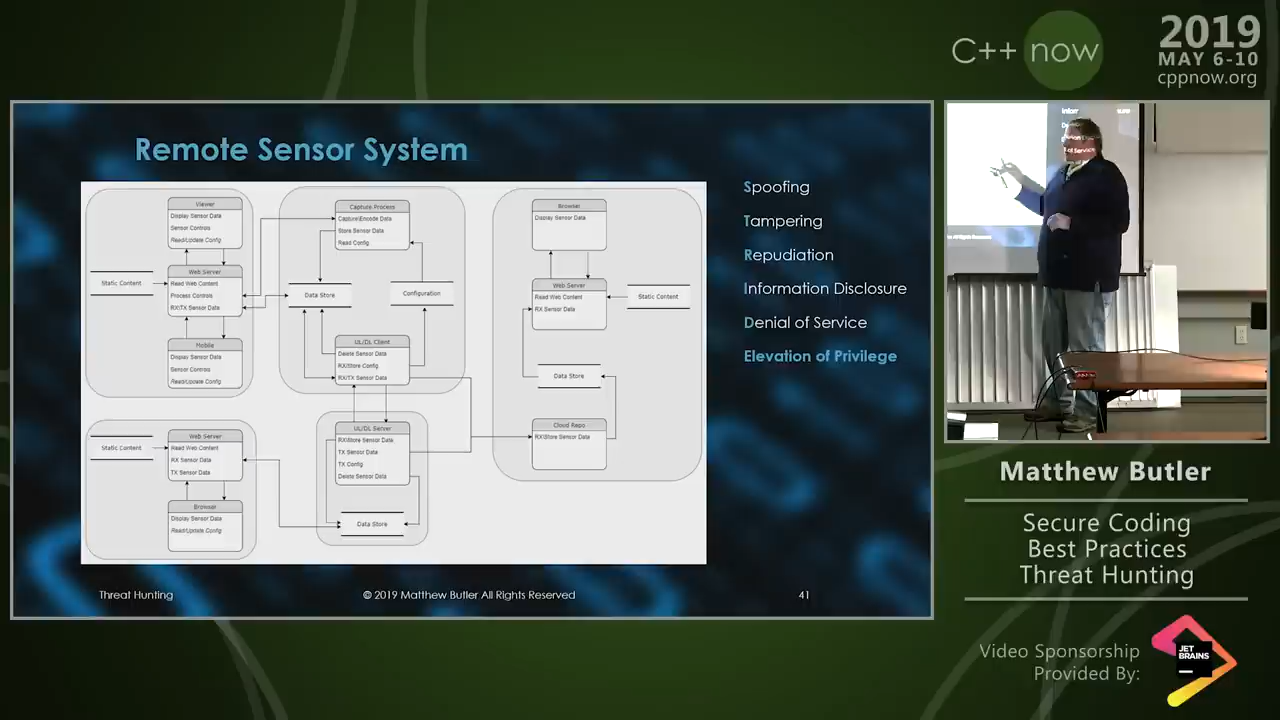 C++ now
2019
MAY 6-10
cppnow.org
Remote Sensor System
Viewer
Display Sensor Data
Sensor Controls
Read/Update Config
Static Content
Web Server
Read Web Content
Process Controls
RX\TX Sensor Data
Mobile
Display Sensor Data
Sensor Controls
Read/Update Config
Capture Process
Capture\Encode Data
Store Sensor Data
Read Config
Data Store
Configuration
UL/DL Client
Delete Sensor Data
RX/Store Config
RX/TX Sensor Data
Browser
Display Sensor Data
Web Server
Read Web Content
RX Sensor Data
Static Content
Data Store
Cloud Repo
RX\Store Sensor Data
Static Content
Web Server
Read Web Content
RX Sensor Data
TX Sensor Data
Browser
Display Sensor Data
Read/Update Config
UL/DL Server
RX\Store Sensor Data
TX Sensor Data
TX Config
Delete Sensor Data
Data Store
Spoofing
Tampering
Repudiation
Information Disclosure
Denial of Service
Elevation of Privilege
Threat Hunting
© 2019 Matthew Butler All Rights Reserved
41
Matthew Butler
Secure Coding
Best Practices
Threat Hunting
Video Sponsorship
Provided By:
JET
BRAINS